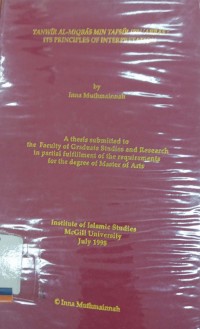 TANWĪR AL-MIQBĀS MIN TAFSĪR IBN ʿABBĀS:
ITS PRINCIPLES OF INTERPRETATION
by
Inna Muthmainnah
A thesis submitted to
the Faculty of Graduate Studies and Research
in partial fulfillment of the requirements
for the degree of Master of Arts
Institute of Islamic Studies
McGill University
July 1998
© Inna Muthmainnah